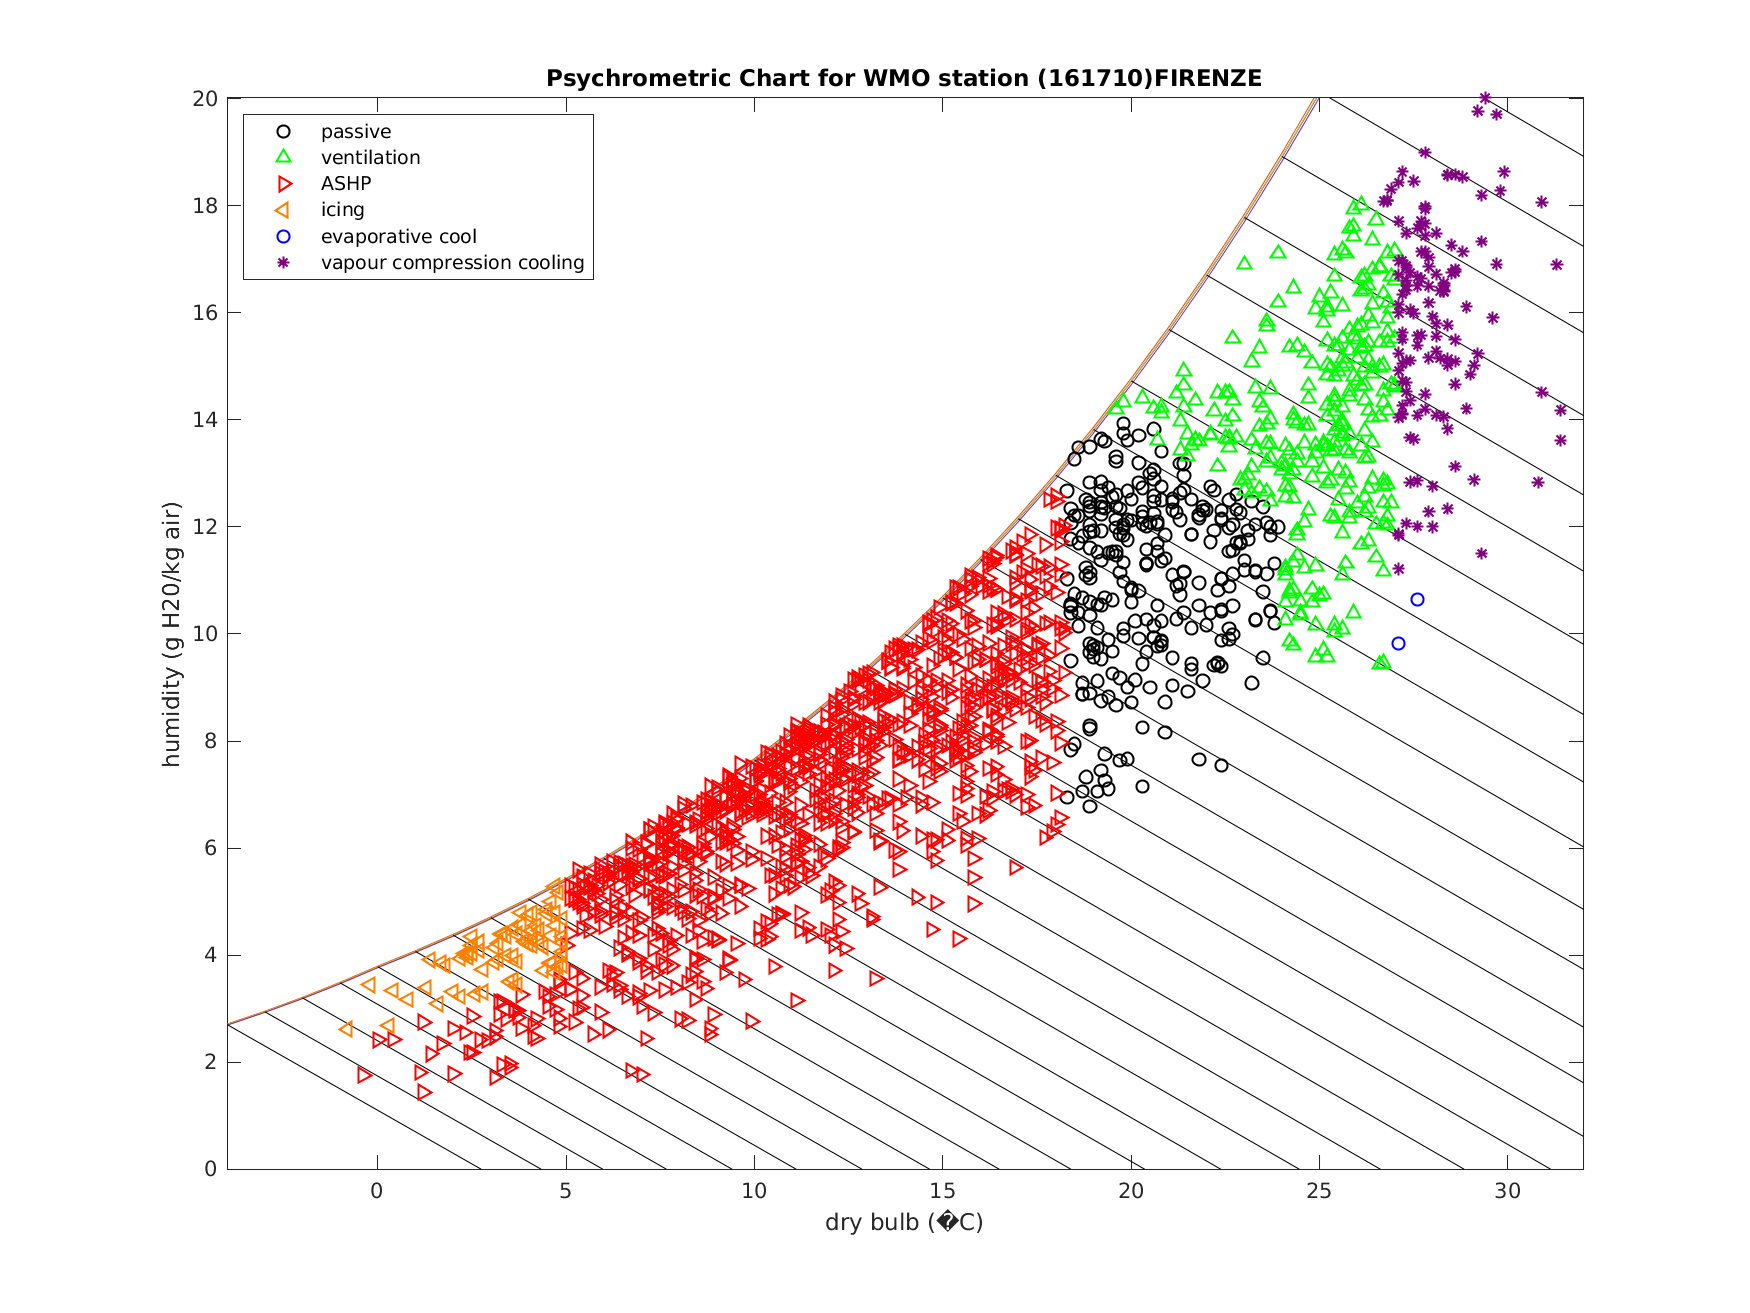 Psychrometric Chart for WMO station (161710)FIRENZE
passive
ventilation
ASHP
icing
evaporative cool
vapour compression cooling
20
18
16
14
12
10
8
6
4
2
0
humidity (g H20/kg air)
0 5 10 15 20 25 30
dry bulb (�C)